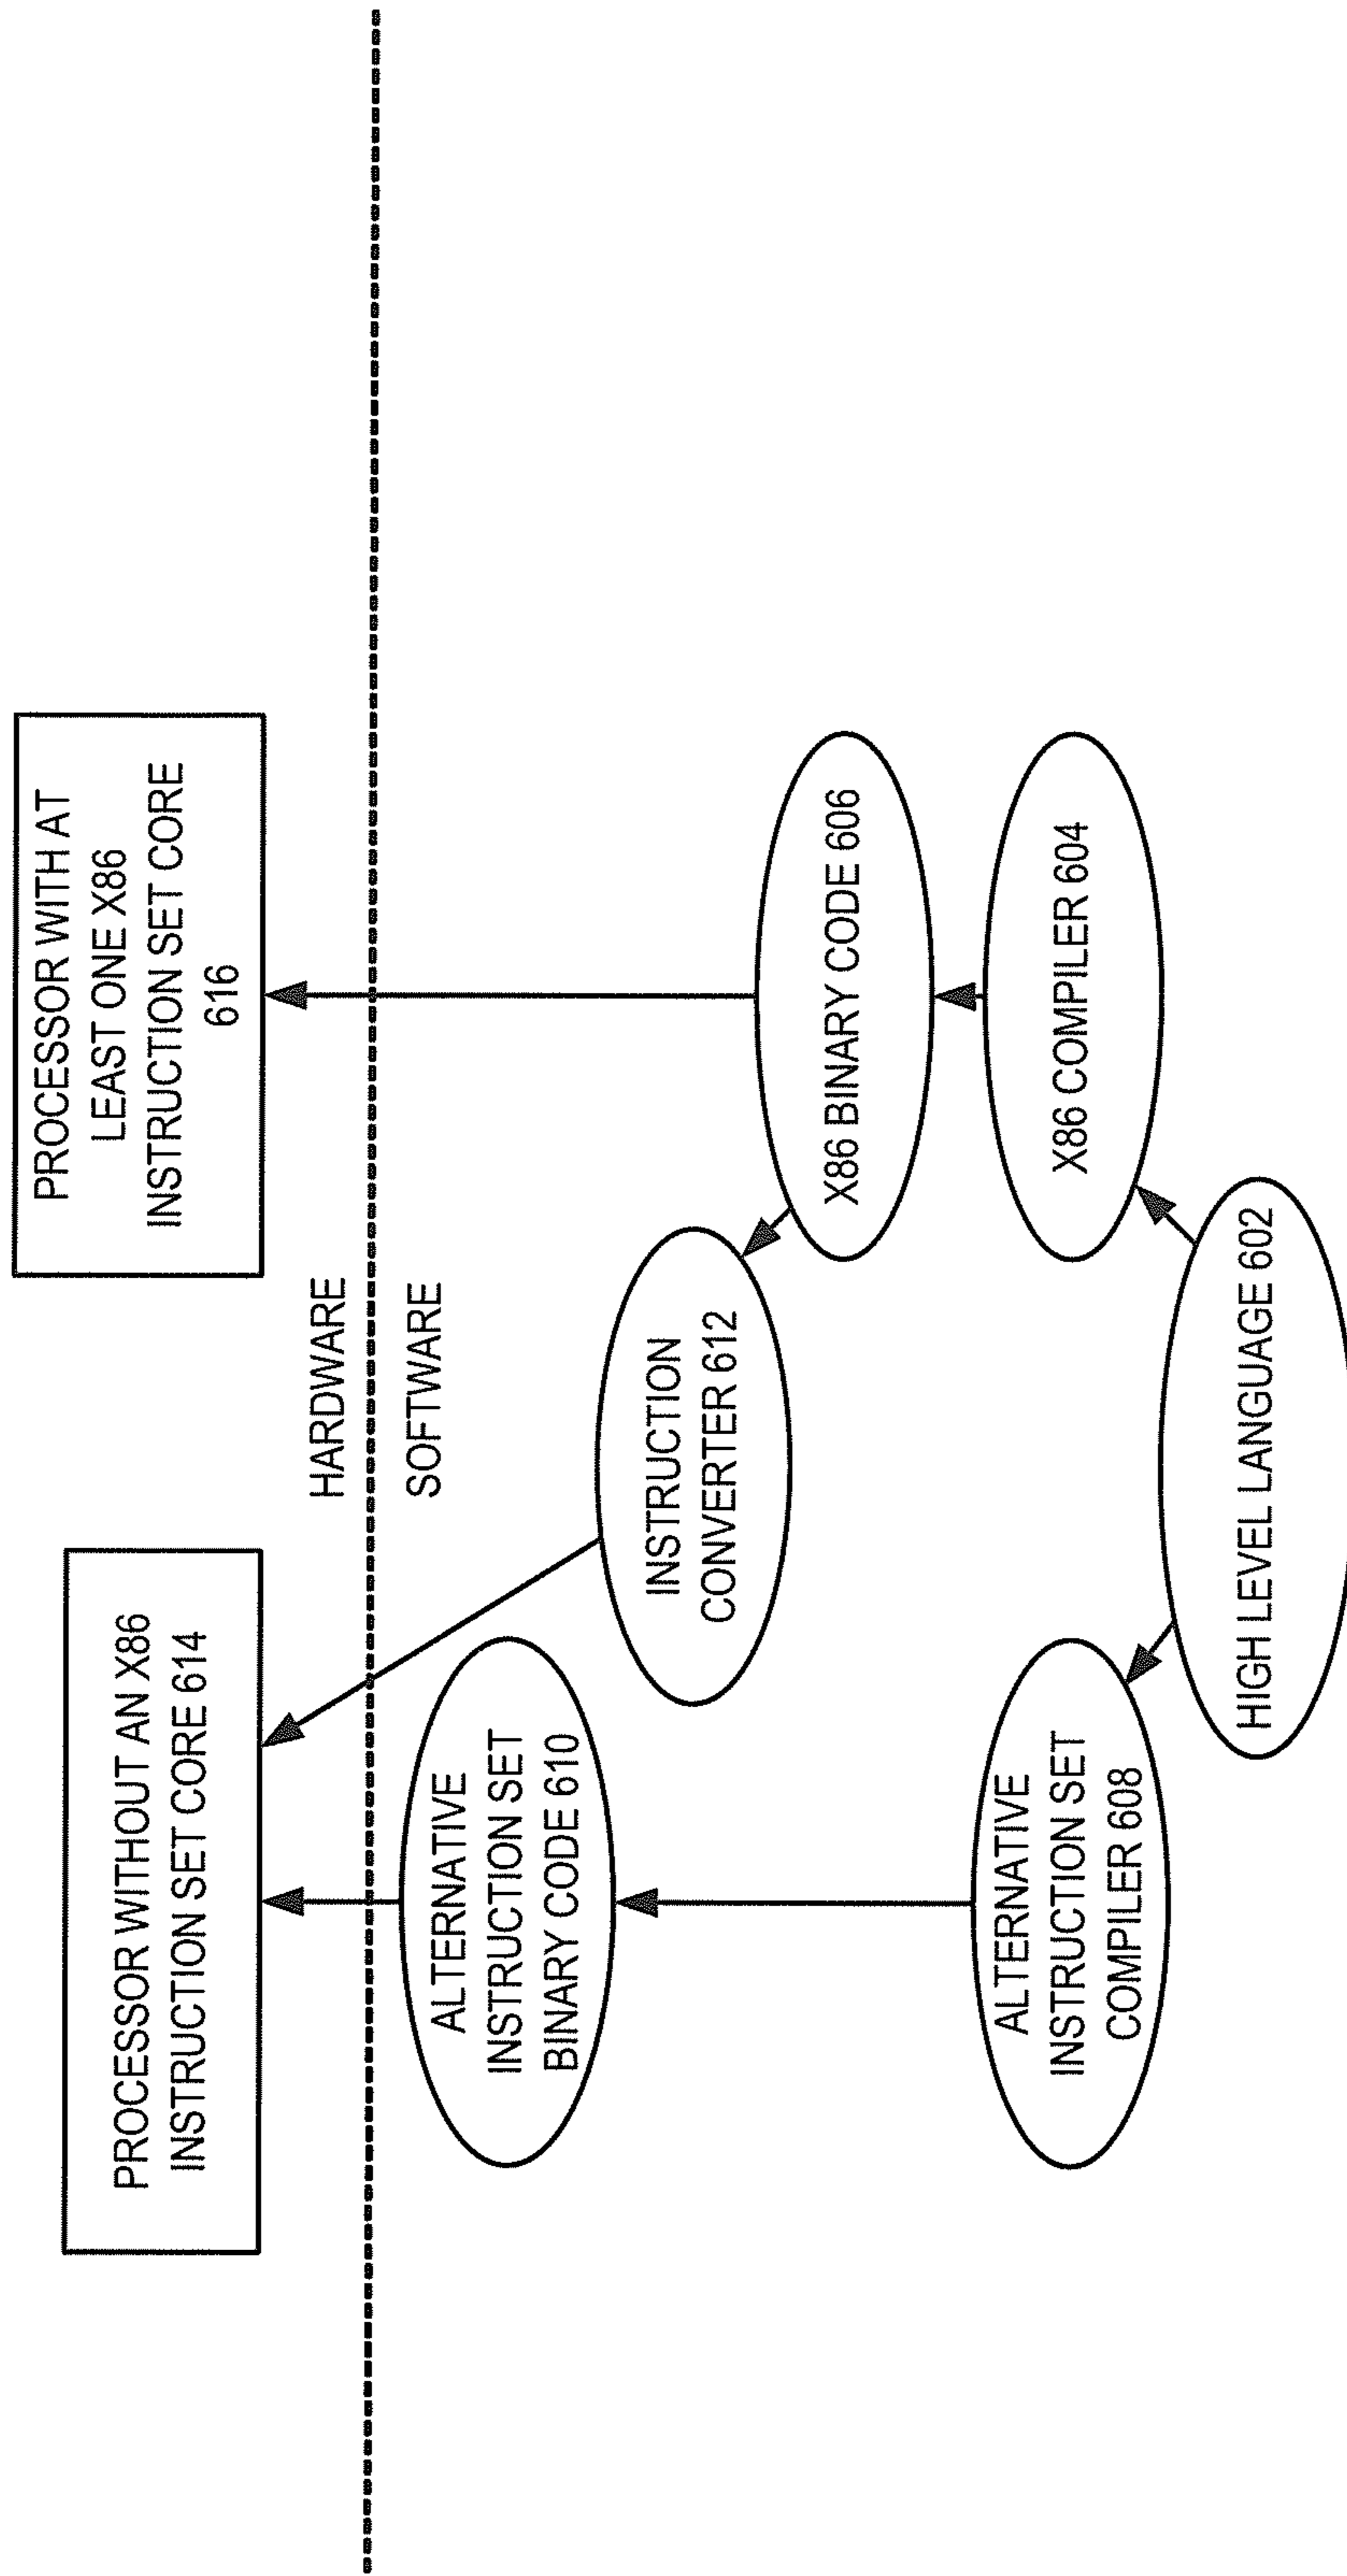 PROCESSOR WITHOUT AN X86
INSTRUCTION SET CORE 614
PROCESSOR WITH AT
LEAST ONE X86
INSTRUCTION SET CORE
616
HARDWARE
SOFTWARE
ALTERNATIVE
INSTRUCTION SET
BINARY CODE 610
INSTRUCTION
CONVERTER 612
X86 BINARY CODE 606
ALTERNATIVE
INSTRUCTION SET
COMPILER 608
X86 COMPILER 604
HIGH LEVEL LANGUAGE 602